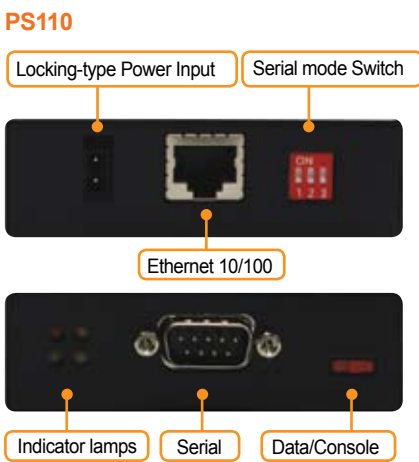 PS110
Locking-type Power Input
Serial mode Switch
ON
1 2 3
Ethernet 10/100
Indicator lamps
Serial
Data/Console